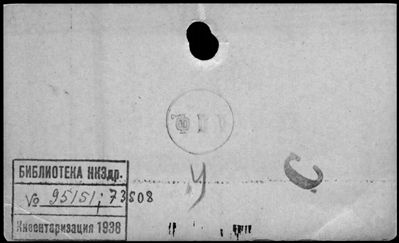 У
С
БИБЛИОТЕКА НКЗдр.
№ 95151; 73808
Инвентаризация 1938